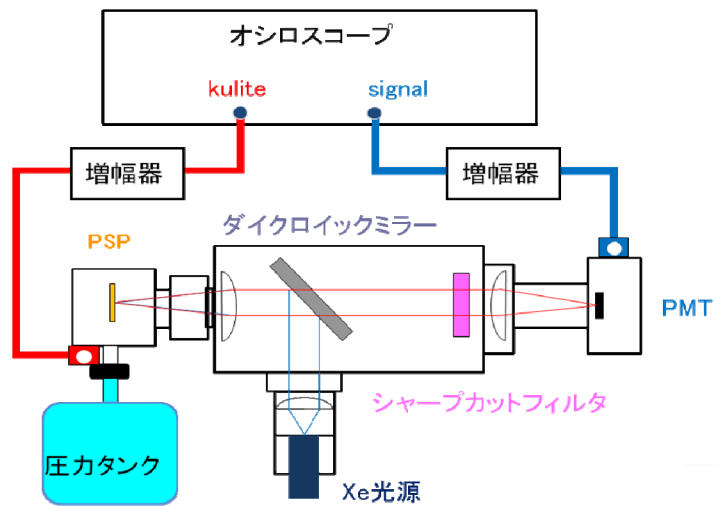 オシロスコープ
kulite
signal
増幅器
増幅器
ダイクロイックミラー
PSP
PMT
シャープカットフィルタ
圧力タンク
Xe光源